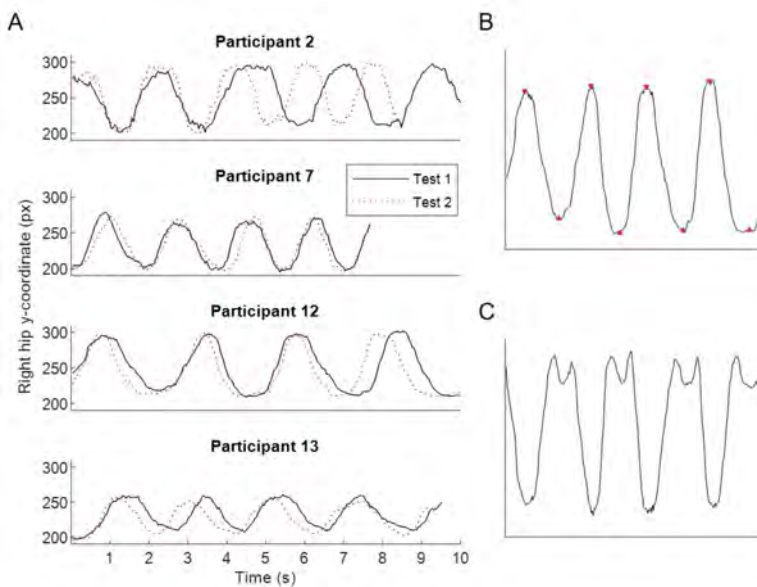 A
B
Participant 2
300
250
200
Participant 7
Test 1
Test 2
300
250
200
Right hip y-coordinate (px)
Participant 12
C
300
250
200
Participant 13
300
250
200
1 2 3 4 5 6 7 8 9 10
Time (s)